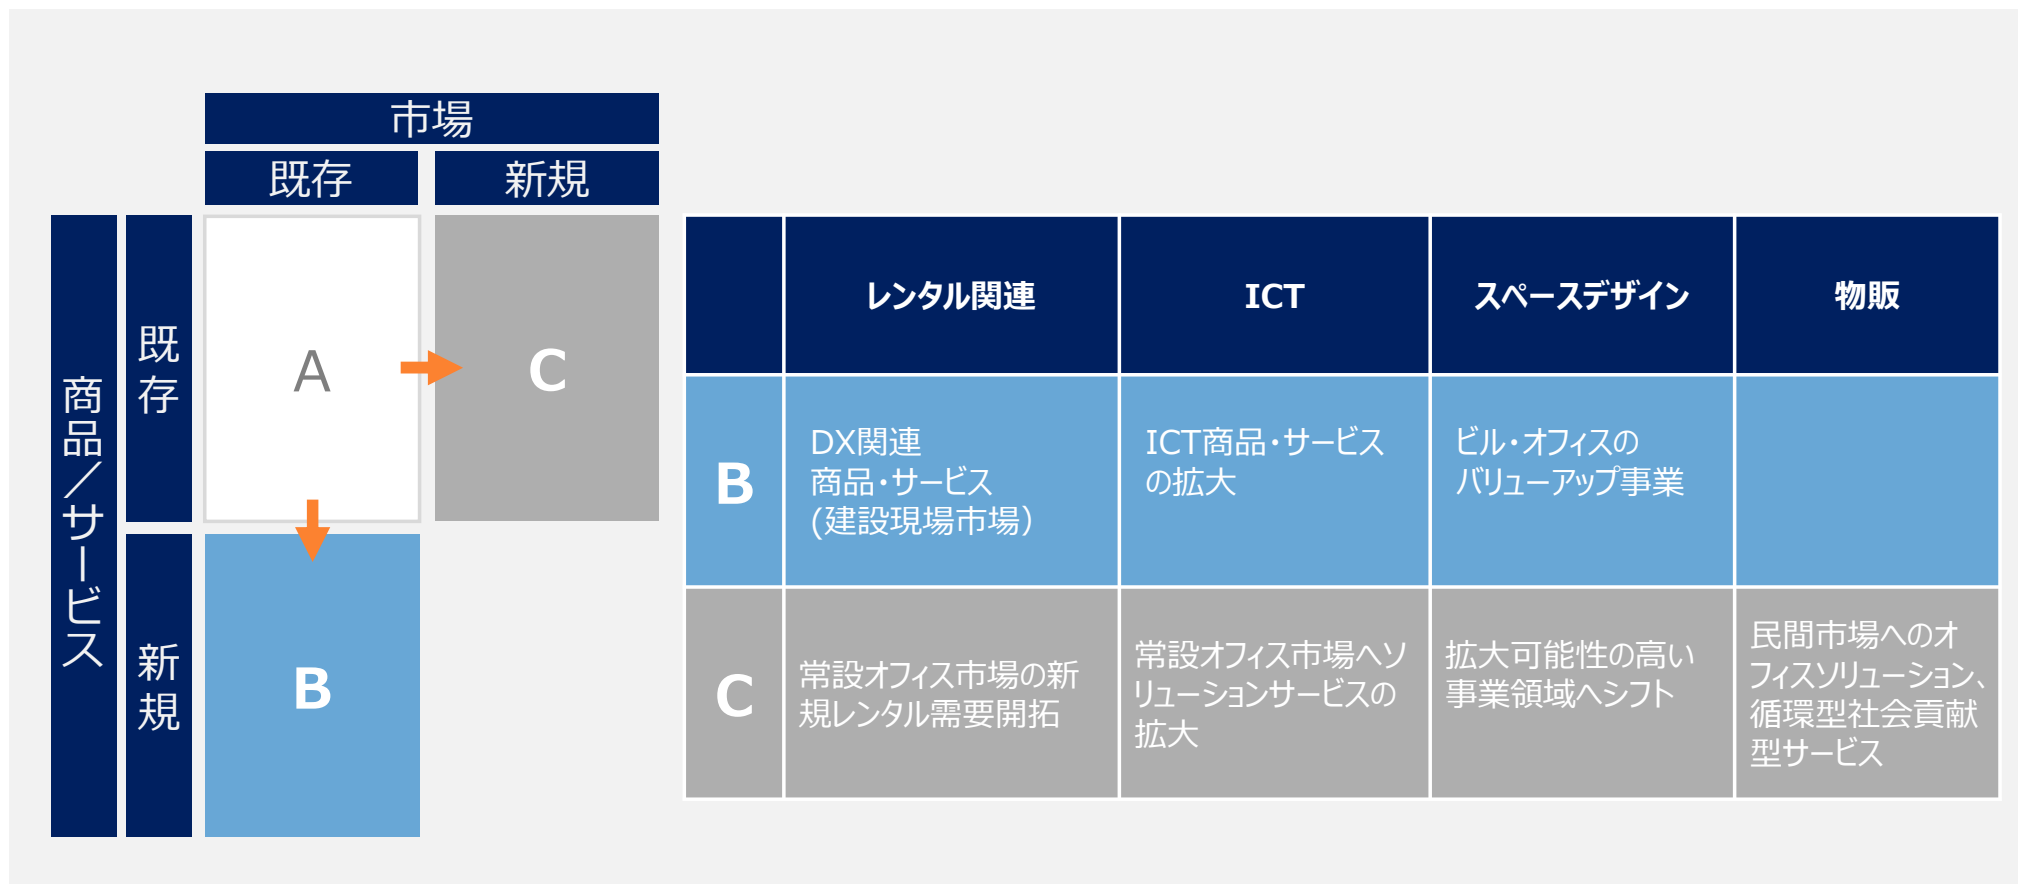 市場
既存
新規
商品／サービス
既存
新規
A
C
B
レンタル関連
ICT
スペースデザイン
物販
B
DX関連
商品・サービス
(建設現場市場）
ICT商品・サービス
の拡大
ビル・オフィスの
バリューアップ事業
C
常設オフィス市場の新
規レンタル需要開拓
常設オフィス市場へソ
リューションサービスの
拡大
拡大可能性の高い
事業領域へシフト
民間市場へのオ
フィスソリューション、
循環型社会貢献
型サービス